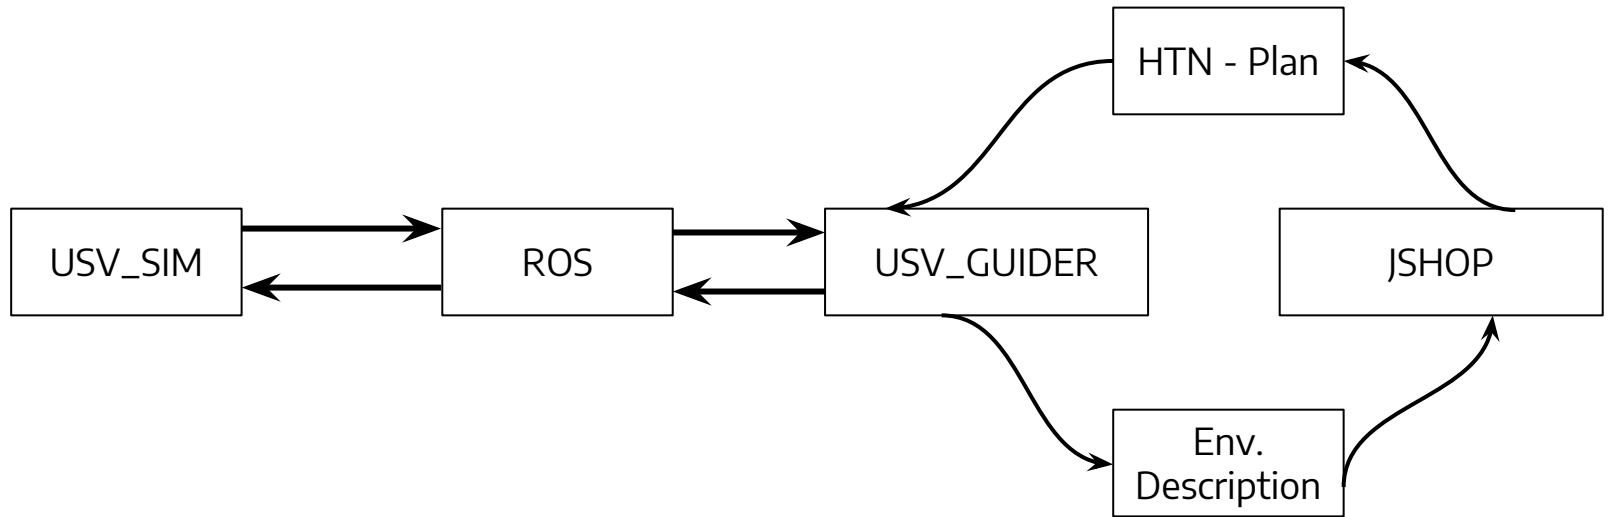 HTN - Plan
USV_SIM
ROS
USV_GUIDER
JSHOP
Env.
Description